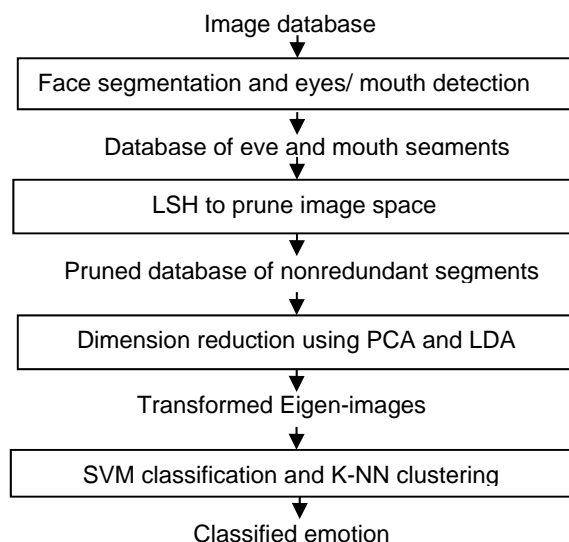 Image database
Face segmentation and eyes/ mouth detection
Database of eye and mouth segments
LSH to prune image space
Pruned database of nonredundant segments
Dimension reduction using PCA and LDA
Transformed Eigen-images
SVM classification and K-NN clustering
Classified emotion